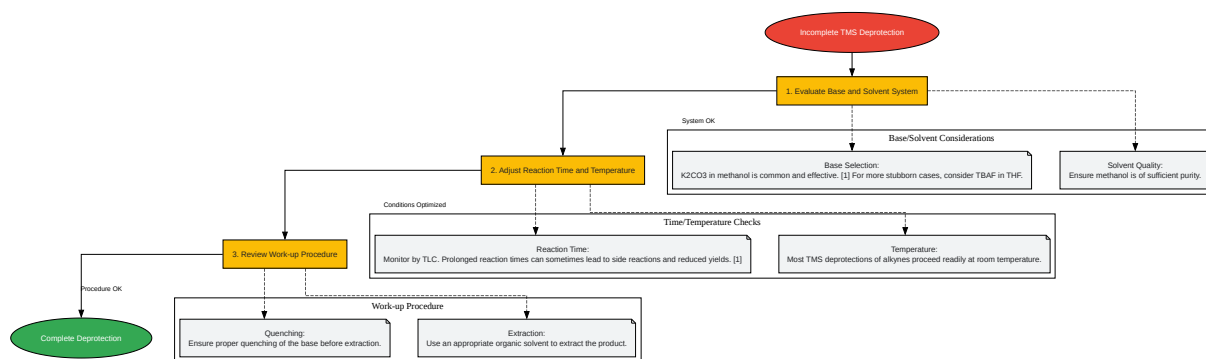 Incomplete TMS Deprotection
1. Evaluate Base and Solvent System
System OK
Base/Solvent Considerations
Base Selection:
K2CO3 in methanol is common and effective. [1] For more stubborn cases, consider TBAF in THF.
Solvent Quality:
Ensure methanol is of sufficient purity.
2. Adjust Reaction Time and Temperature
Conditions Optimized
Time/Temperature Checks
Reaction Time:
Monitor by TLC. Prolonged reaction times can sometimes lead to side reactions and reduced yields. [1]
Temperature:
Most TMS deprotections of alkynes proceed readily at room temperature.
3. Review Work-up Procedure
Procedure OK
Work-up Procedure
Quenching:
Ensure proper quenching of the base before extraction.
Extraction:
Use an appropriate organic solvent to extract the product.
Complete Deprotection